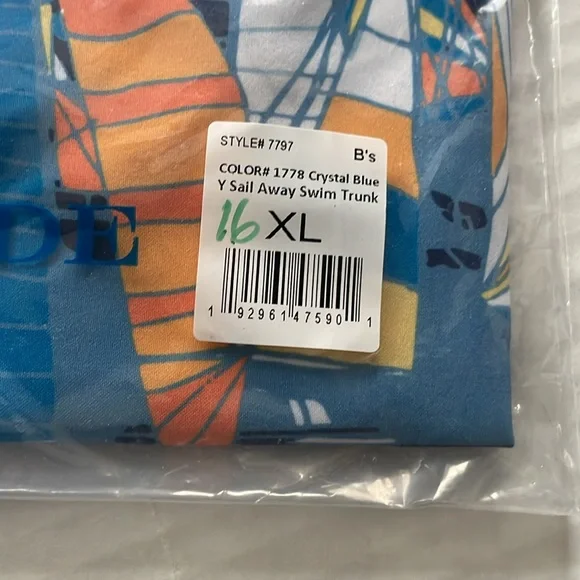 STYLE# 7797 B's
COLOR# 1778 Crystal Blue
Y Sail Away Swim Trunk
16 XL
1 92961 47590 1
DE